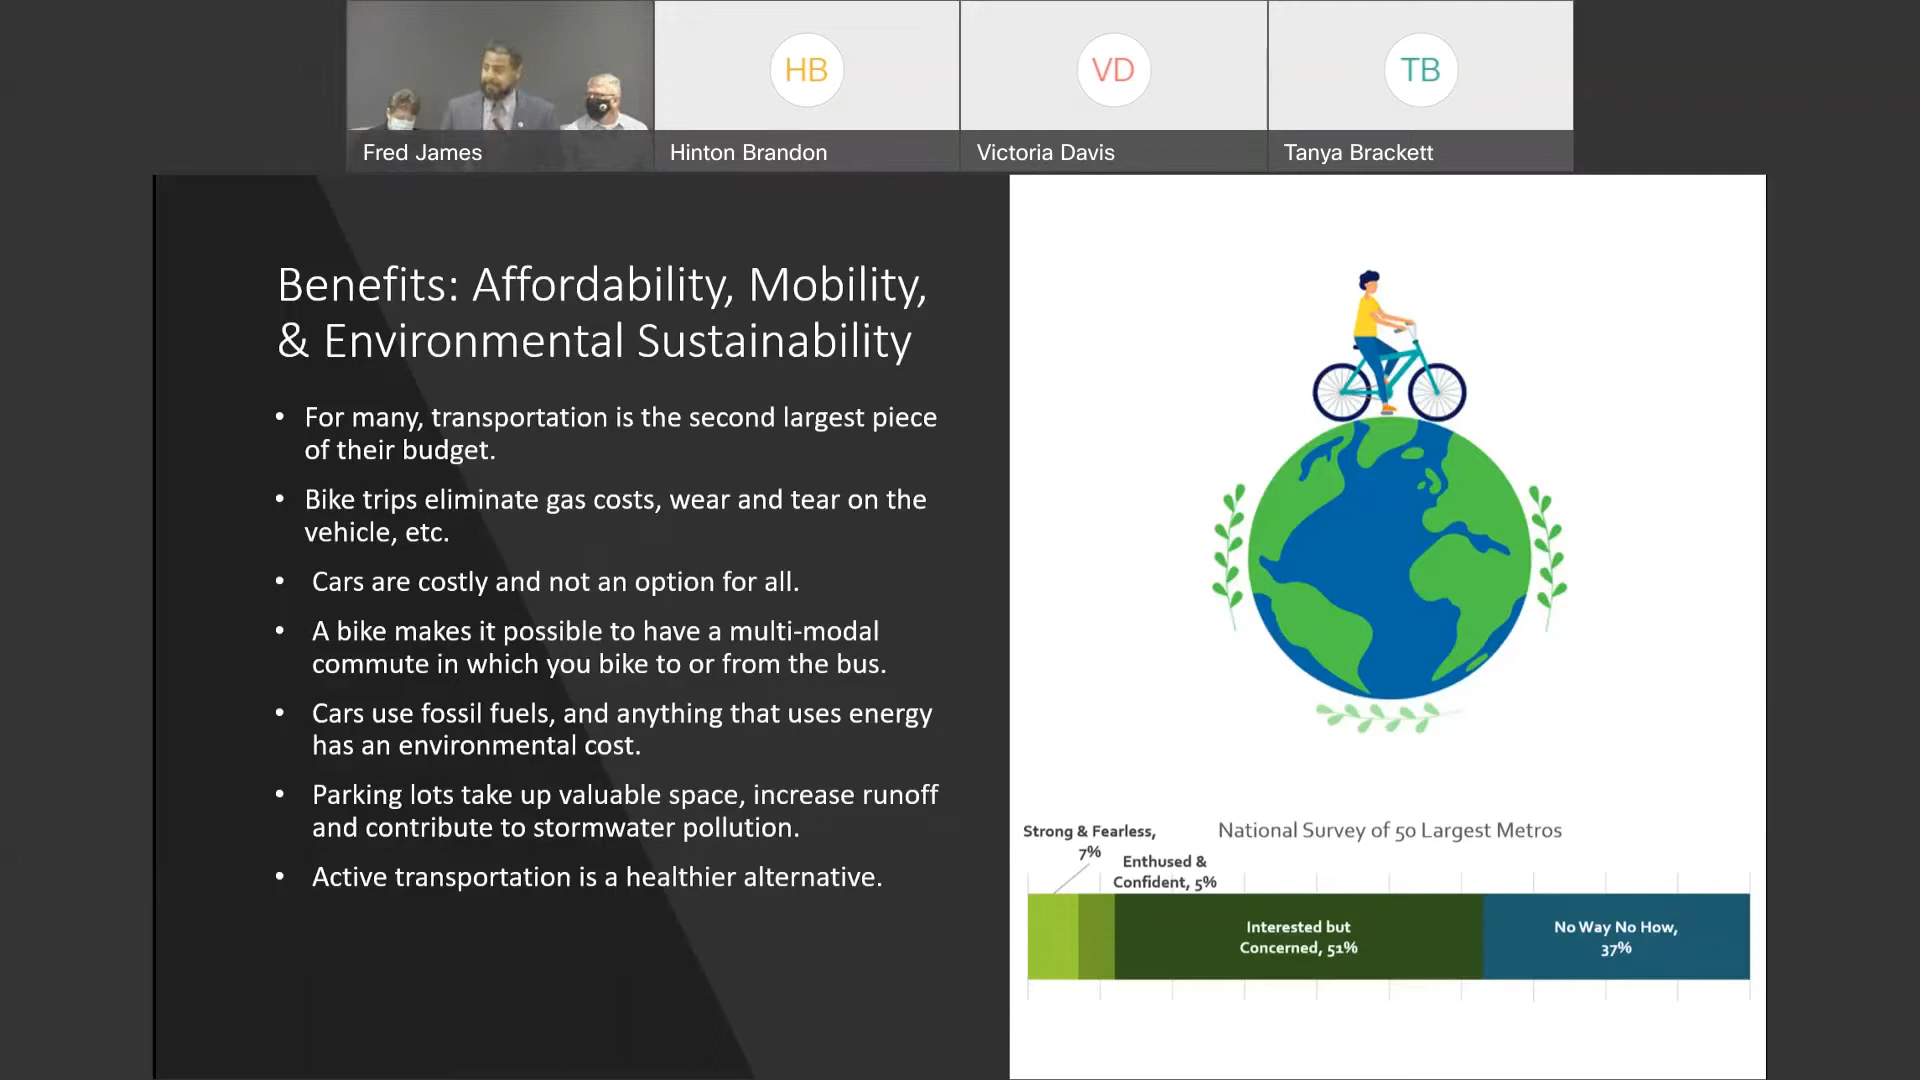 HB
VD
TB
Fred James
Hinton Brandon
Victoria Davis
Tanya Brackett
Benefits: Affordability, Mobility,
& Environmental Sustainability
• For many, transportation is the second largest piece
of their budget.
• Bike trips eliminate gas costs, wear and tear on the
vehicle, etc.
• Cars are costly and not an option for all.
• A bike makes it possible to have a multi-modal
commute in which you bike to or from the bus.
• Cars use fossil fuels, and anything that uses energy
has an environmental cost.
• Parking lots take up valuable space, increase runoff
and contribute to stormwater pollution.
• Active transportation is a healthier alternative.
National Survey of 50 Largest Metros
Strong & Fearless,
7%
Enthused &
Confident, 5%
Interested but
Concerned, 51%
No Way No How,
37%